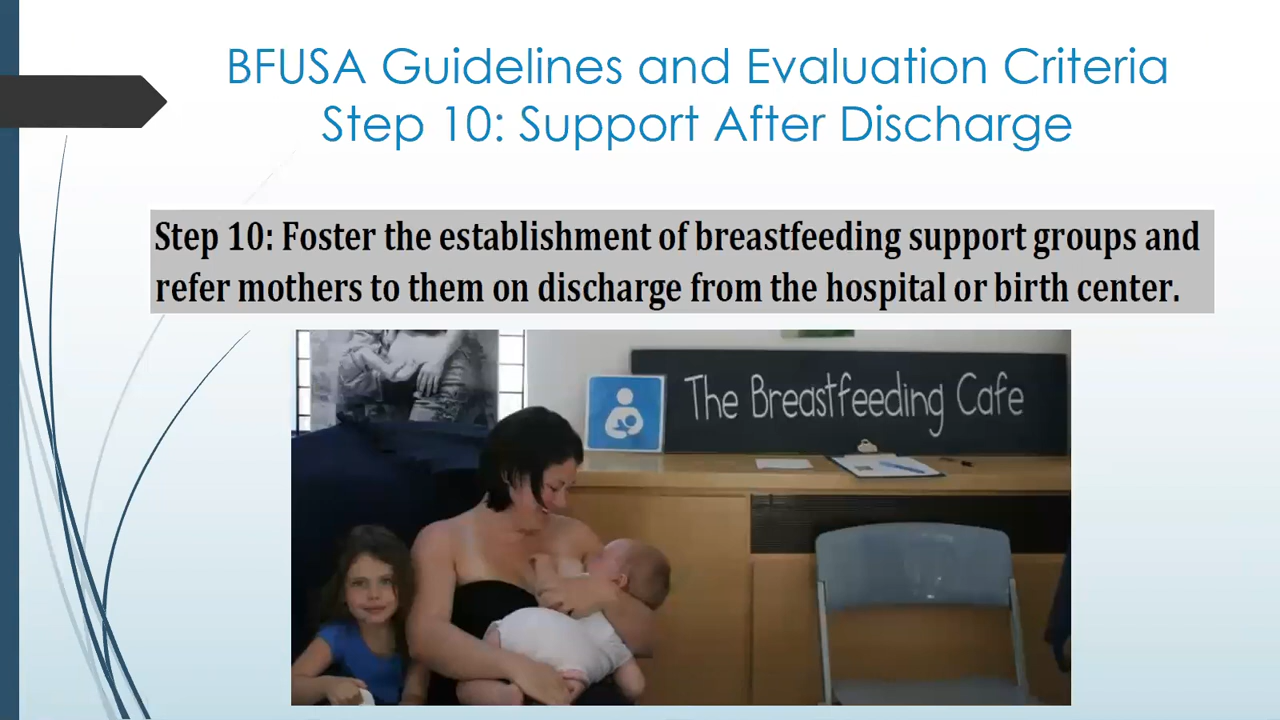 BFUSA Guidelines and Evaluation Criteria
Step 10: Support After Discharge
Step 10: Foster the establishment of breastfeeding support groups and
refer mothers to them on discharge from the hospital or birth center.
The Breastfeeding Cafe